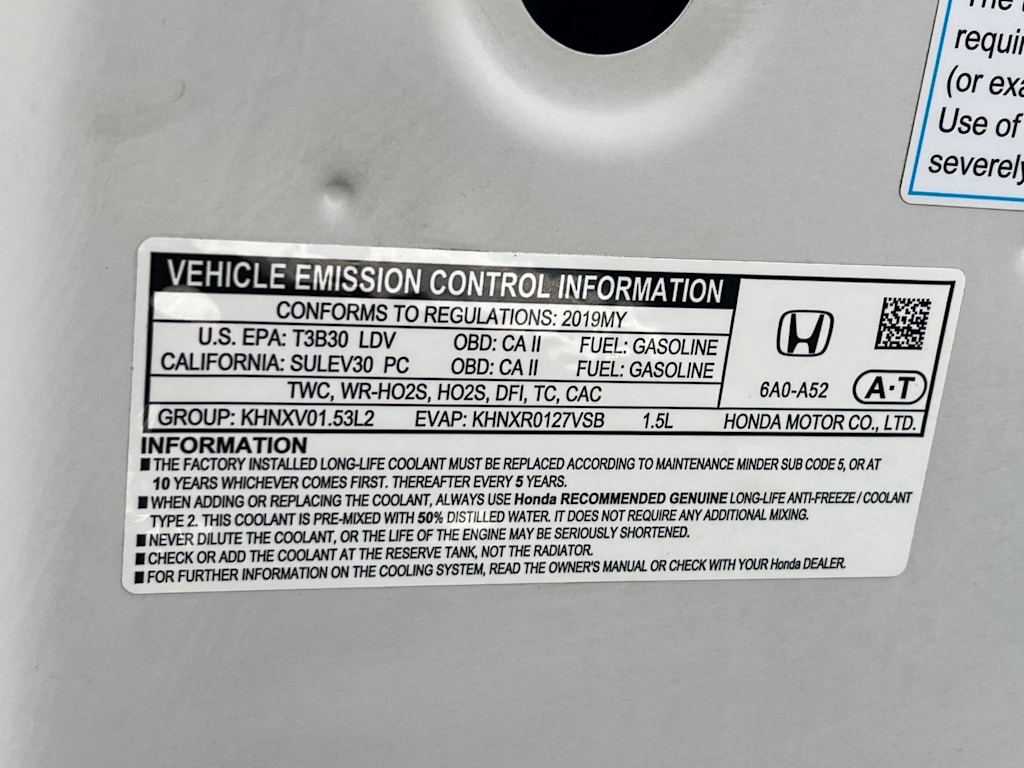 The
requir
(or exa
Use of
severely
VEHICLE EMISSION CONTROL INFORMATION
CONFORMS TO REGULATIONS: 2019MY
U.S. EPA: T3B30 LDV OBD: CA II FUEL: GASOLINE
CALIFORNIA: SULEV30 PC OBD: CA II FUEL: GASOLINE
TWC, WR-HO2S, HO2S, DFI, TC, CAC
6A0-A52 A·T
GROUP: KHNXV01.53L2 EVAP: KHNXR0127VSB 1.5L HONDA MOTOR CO., LTD.
INFORMATION
■ THE FACTORY INSTALLED LONG-LIFE COOLANT MUST BE REPLACED ACCORDING TO MAINTENANCE MINDER SUB CODE 5, OR AT
10 YEARS WHICHEVER COMES FIRST. THEREAFTER EVERY 5 YEARS.
■ WHEN ADDING OR REPLACING THE COOLANT, ALWAYS USE Honda RECOMMENDED GENUINE LONG-LIFE ANTI-FREEZE / COOLANT
TYPE 2. THIS COOLANT IS PRE-MIXED WITH 50% DISTILLED WATER. IT DOES NOT REQUIRE ANY ADDITIONAL MIXING.
■ NEVER DILUTE THE COOLANT, OR THE LIFE OF THE ENGINE MAY BE SERIOUSLY SHORTENED.
■ CHECK OR ADD THE COOLANT AT THE RESERVE TANK, NOT THE RADIATOR.
■ FOR FURTHER INFORMATION ON THE COOLING SYSTEM, READ THE OWNER'S MANUAL OR CHECK WITH YOUR Honda DEALER.